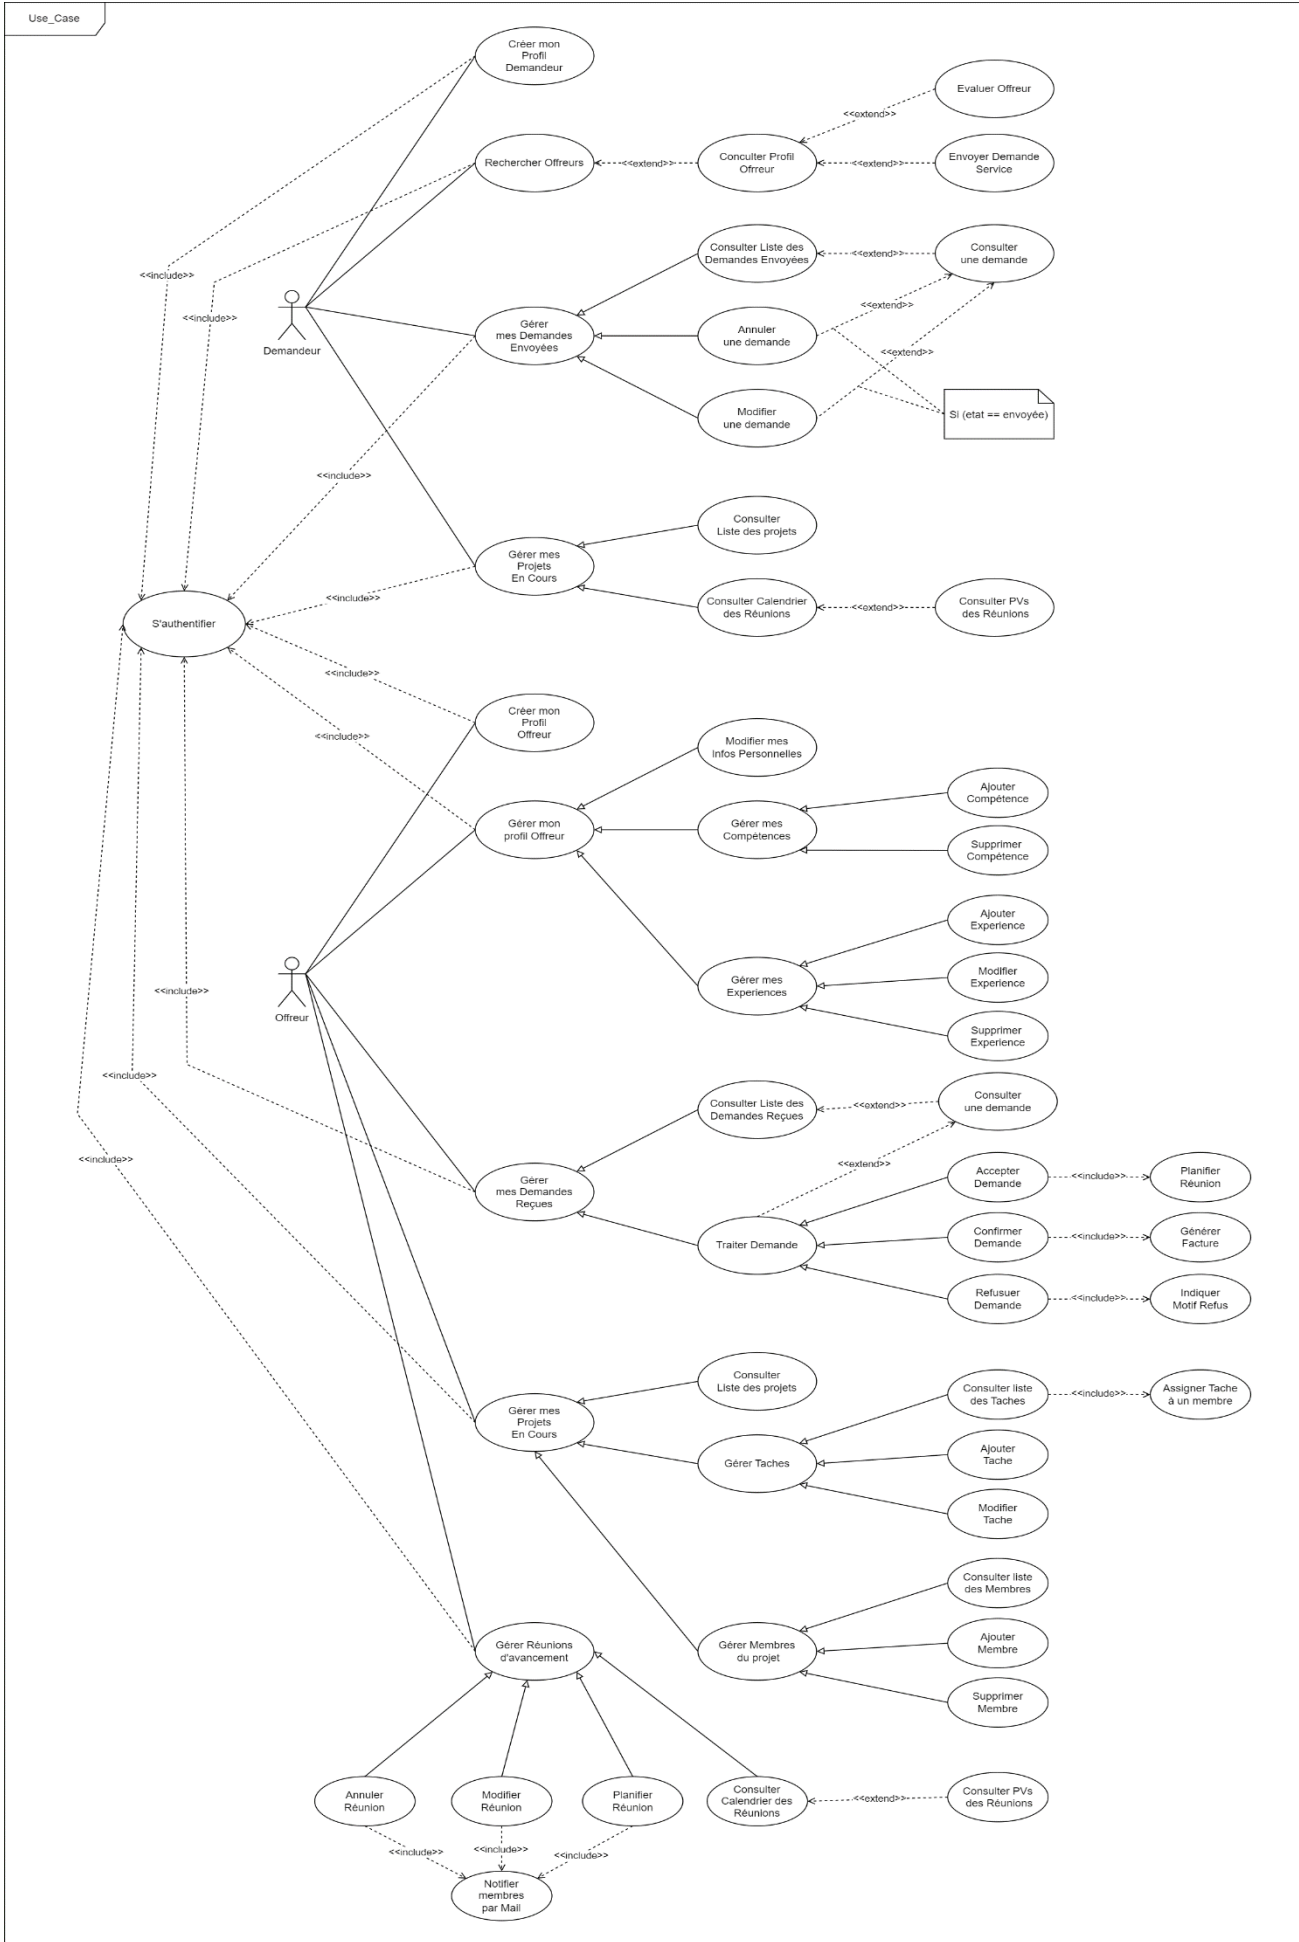 Use_Case
Créer mon
Profil
Demandeur
Evaluer Offreur
<<extend>>
Rechercher Offreurs
<<extend>>
Conculter Profil
Ofrreur
<<extend>>
Envoyer Demande
Service
Consulter Liste des
Demandes Envoyées
<<extend>>
Consulter
une demande
<<include>>
<<include>>
<<extend>>
Demandeur
Gérer
mes Demandes
Envoyées
Annuler
une demande
<<extend>>
Modifier
une demande
Si (etat == envoyée)
<<include>>
Consulter
Liste des projets
Gérer mes
Projets
En Cours
<<include>>
Consulter Calendrier
des Réunions
<<extend>>
Consulter PVs
des Réunions
S'authentifier
<<include>>
Créer mon
Profil
Offreur
<<include>>
Modifier mes
Infos Personnelles
Ajouter
Compétence
Gérer mon
profil Offreur
Gérer mes
Compétences
Supprimer
Compétence
Ajouter
Experience
Gérer mes
Experiences
Modifier
Experience
<<include>>
Offreur
Supprimer
Experience
<<include>>
Consulter Liste des
Demandes Reçues
<<extend>>
Consulter
une demande
<<include>>
<<extend>>
Gérer
mes Demandes
Reçues
Accepter
Demande
<<include>>
Planifier
Réunion
Traiter Demande
Confirmer
Demande
<<include>>
Générer
Facture
Refusuer
Demande
<<include>>
Indiquer
Motif Refus
Consulter
Liste des projets
Consulter liste
des Taches
<<include>>
Assigner Tache
à un membre
Gérer mes
Projets
En Cours
Gérer Taches
Ajouter
Tache
Modifier
Tache
Consulter liste
des Membres
Gérer Réunions
d'avancement
Gérer Membres
du projet
Ajouter
Membre
Supprimer
Membre
Annuler
Réunion
Modifier
Réunion
Planifier
Réunion
Consulter
Calendrier des
Réunions
<<extend>>
Consulter PVs
des Réunions
<<include>>
<<include>>
<<include>>
Notifier
membres
par Mail